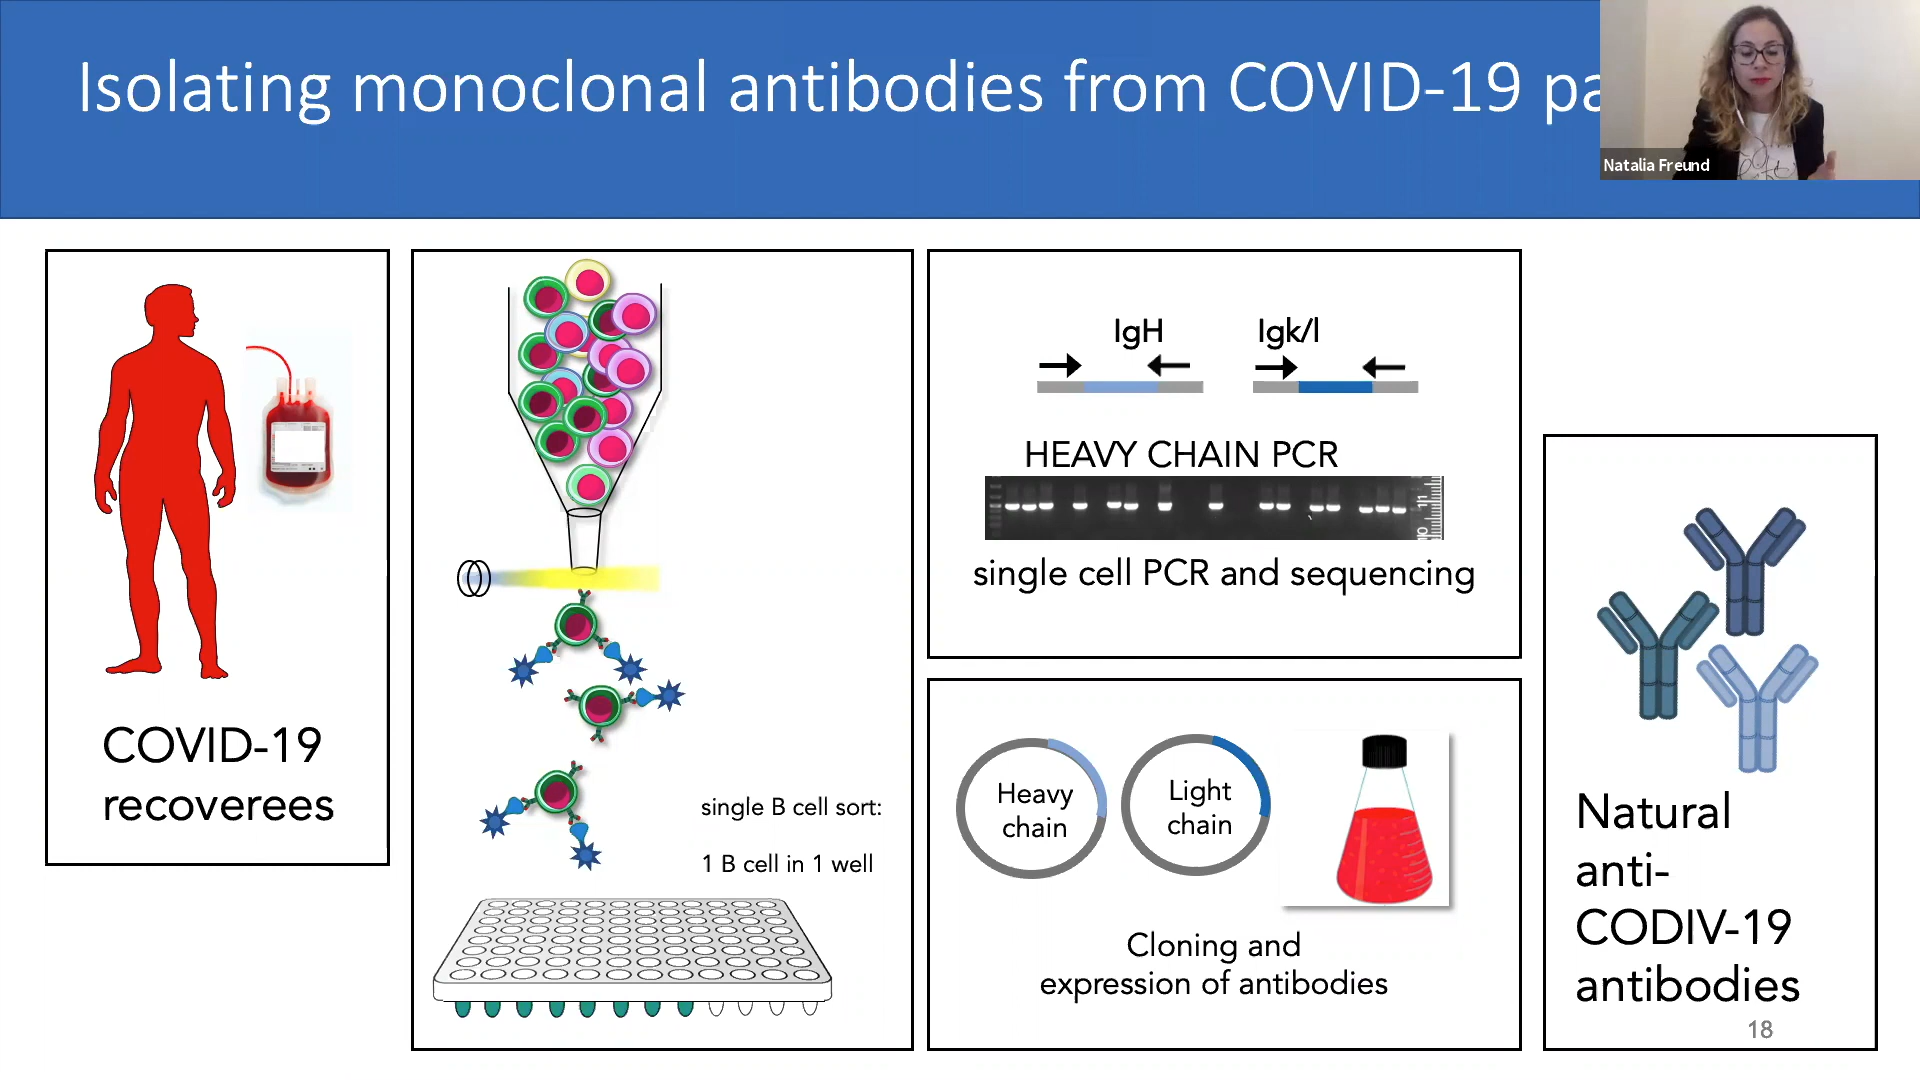 Isolating monoclonal antibodies from COVID-19 pa
Natalia Freund
COVID-19
recoverees
single B cell sort:
1 B cell in 1 well
IgH
Igk/l
HEAVY CHAIN PCR
single cell PCR and sequencing
Heavy
chain
Light
chain
Cloning and
expression of antibodies
Natural
anti-
CODIV-19
antibodies
18